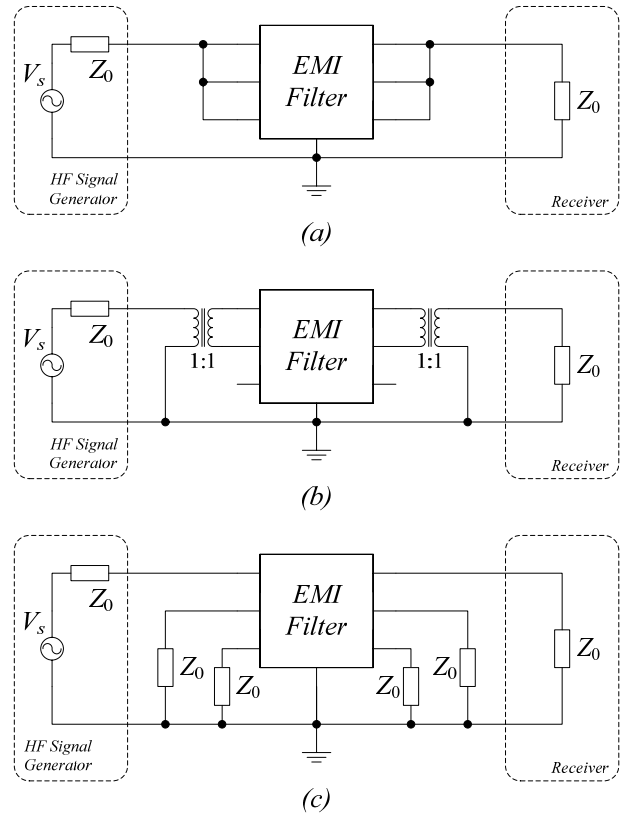 V_s
Z_0
EMI
Filter
Z_0
HF Signal
Generator
Receiver
(a)
V_s
Z_0
1:1
EMI
Filter
1:1
Z_0
HF Signal
Generator
Receiver
(b)
V_s
Z_0
EMI
Filter
Z_0
Z_0
Z_0
Z_0
Z_0
HF Signal
Generator
Receiver
(c)